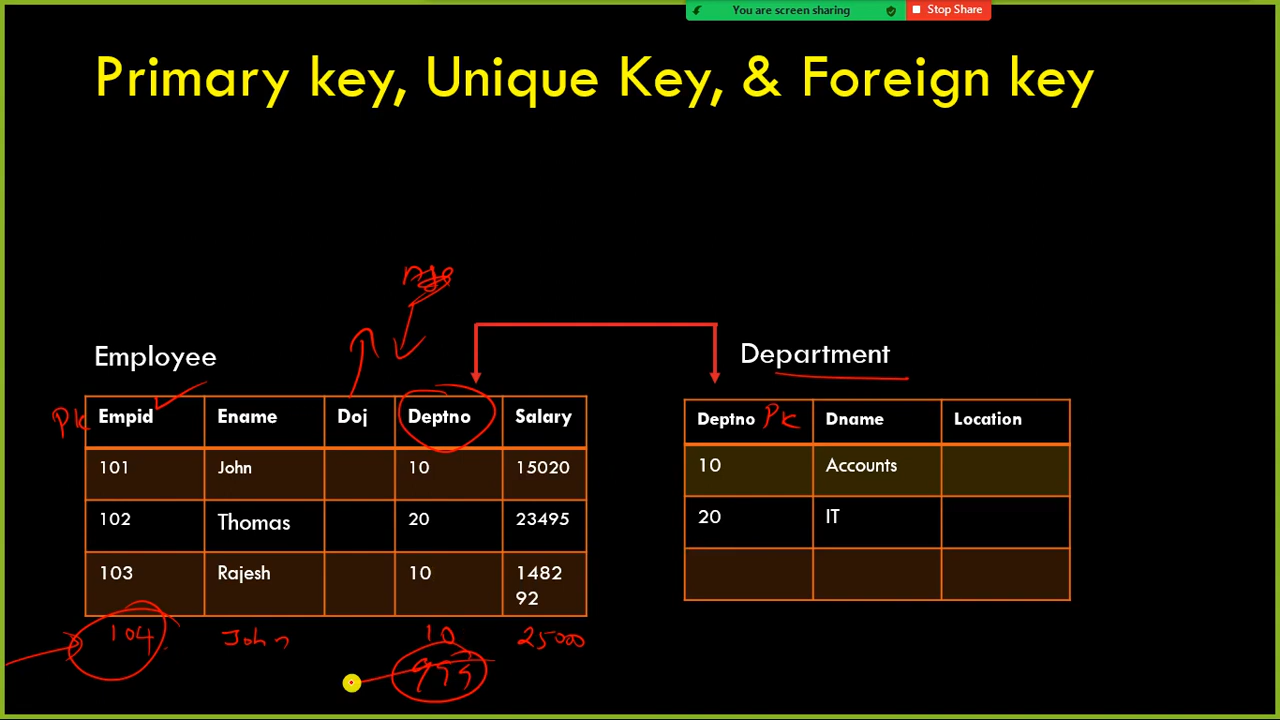 You are screen sharing Stop Share
Primary key, Unique Key, & Foreign key
Employee
Department
PK Empid Ename Doj Deptno Salary
Deptno PK Dname Location
101 John 10 15020
10 Accounts
102 Thomas 20 23495
20 IT
103 Rajesh 10 1482
92
104 John 10 25000